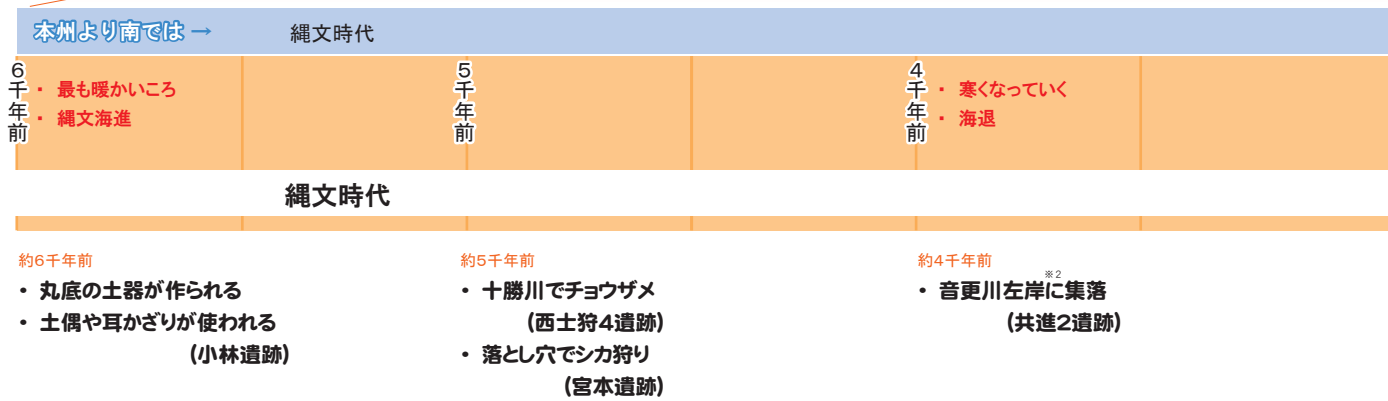 本州より南では→ 縄文時代
6千年前
・ 最も暖かいころ
・ 縄文海進
5千年前
4千年前
・ 寒くなっていく
・ 海退
縄文時代
約6千年前
・ 丸底の土器が作られる
・ 土偶や耳かざりが使われる
(小林遺跡)
約5千年前
・ 十勝川でチョウザメ
(西士狩4遺跡)
・ 落とし穴でシカ狩り
(宮本遺跡)
約4千年前
※2
・ 音更川左岸に集落
(共進2遺跡)